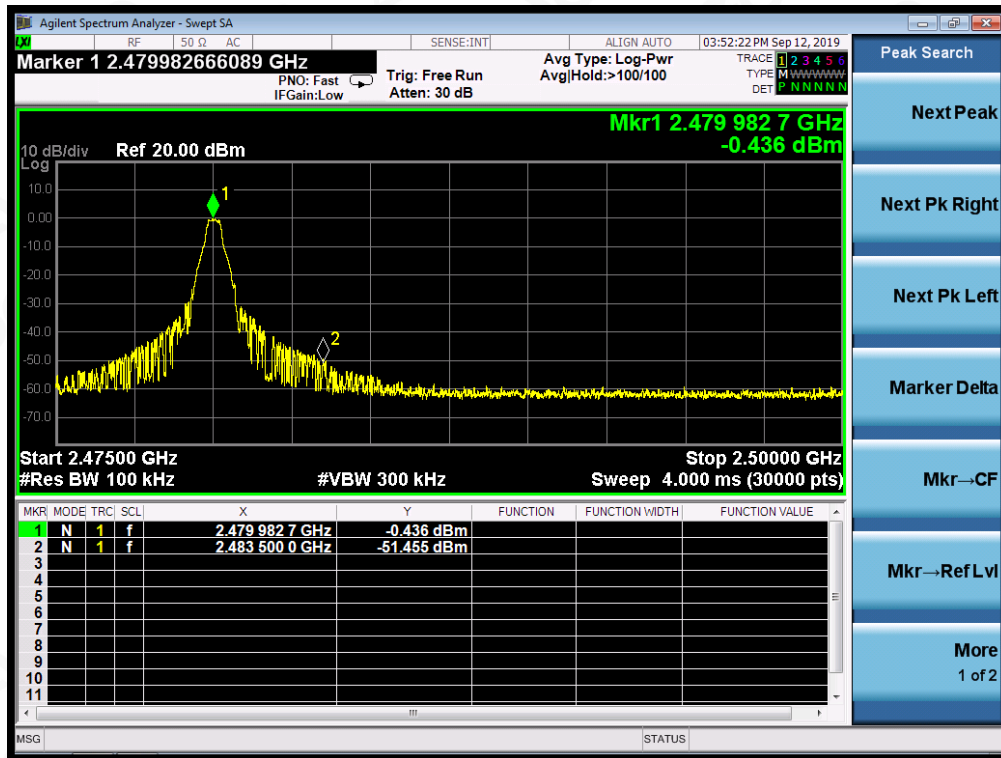 Agilent Spectrum Analyzer - Swept SA
LXI RF 50 Ω AC SENSE:INT ALIGN AUTO 03:52:22 PM Sep 12, 2019
Marker 1 2.479982666089 GHz
PNO: Fast
IFGain:Low
Trig: Free Run
Atten: 30 dB
Avg Type: Log-Pwr
Avg|Hold:>100/100
TRACE 1 2 3 4 5 6
TYPE M WWWWW
DET P N N N N N
Peak Search
Next Peak
Next Pk Right
Next Pk Left
Marker Delta
Mkr→CF
Mkr→Ref Lvl
More
1 of 2
Mkr1 2.479 982 7 GHz
-0.436 dBm
10 dB/div Ref 20.00 dBm
Log
10.0
0.00
-10.0
-20.0
-30.0
-40.0
-50.0
-60.0
-70.0
1
2
Start 2.47500 GHz Stop 2.50000 GHz
#Res BW 100 kHz #VBW 300 kHz Sweep 4.000 ms (30000 pts)
MKR MODE TRC SCL X Y FUNCTION FUNCTION WIDTH FUNCTION VALUE
1 N 1 f 2.479 982 7 GHz -0.436 dBm
2 N 1 f 2.483 500 0 GHz -51.455 dBm
3
4
5
6
7
8
9
10
11
MSG STATUS